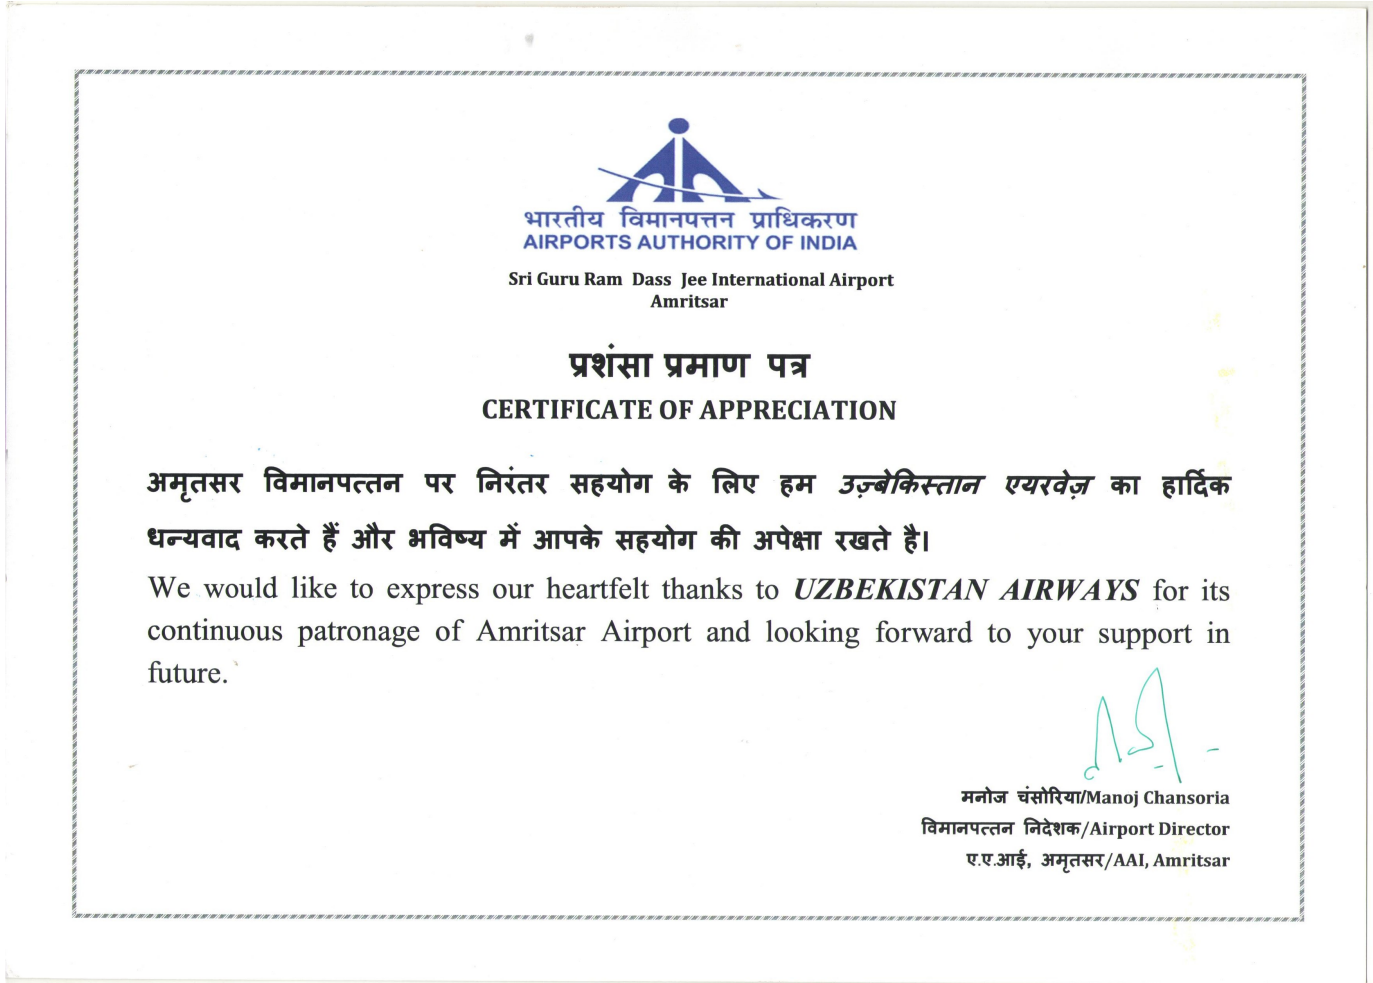 भारतीय विमानपत्तन प्राधिकरण
AIRPORTS AUTHORITY OF INDIA
Sri Guru Ram Dass Jee International Airport
Amritsar
प्रशंसा प्रमाण पत्र
CERTIFICATE OF APPRECIATION
अमृतसर विमानपत्तन पर निरंतर सहयोग के लिए हम उज़्बेकिस्तान एयरवेज़ का हार्दिक
धन्यवाद करते हैं और भविष्य में आपके सहयोग की अपेक्षा रखते है।
We would like to express our heartfelt thanks to UZBEKISTAN AIRWAYS for its
continuous patronage of Amritsar Airport and looking forward to your support in
future.
मनोज चंसोरिया/Manoj Chansoria
विमानपत्तन निदेशक/Airport Director
ए.ए.आई, अमृतसर/AAI, Amritsar